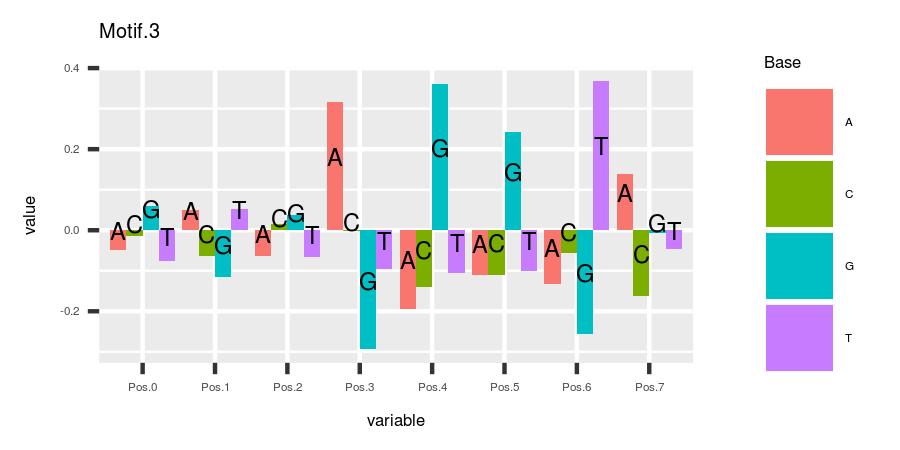 Motif.3
value
0.4
0.2
0.0
-0.2
A C G T A C G T A C G T A C G T A C G T A C G T A C G T A C G T
Pos.0 Pos.1 Pos.2 Pos.3 Pos.4 Pos.5 Pos.6 Pos.7
variable
Base
A
C
G
T